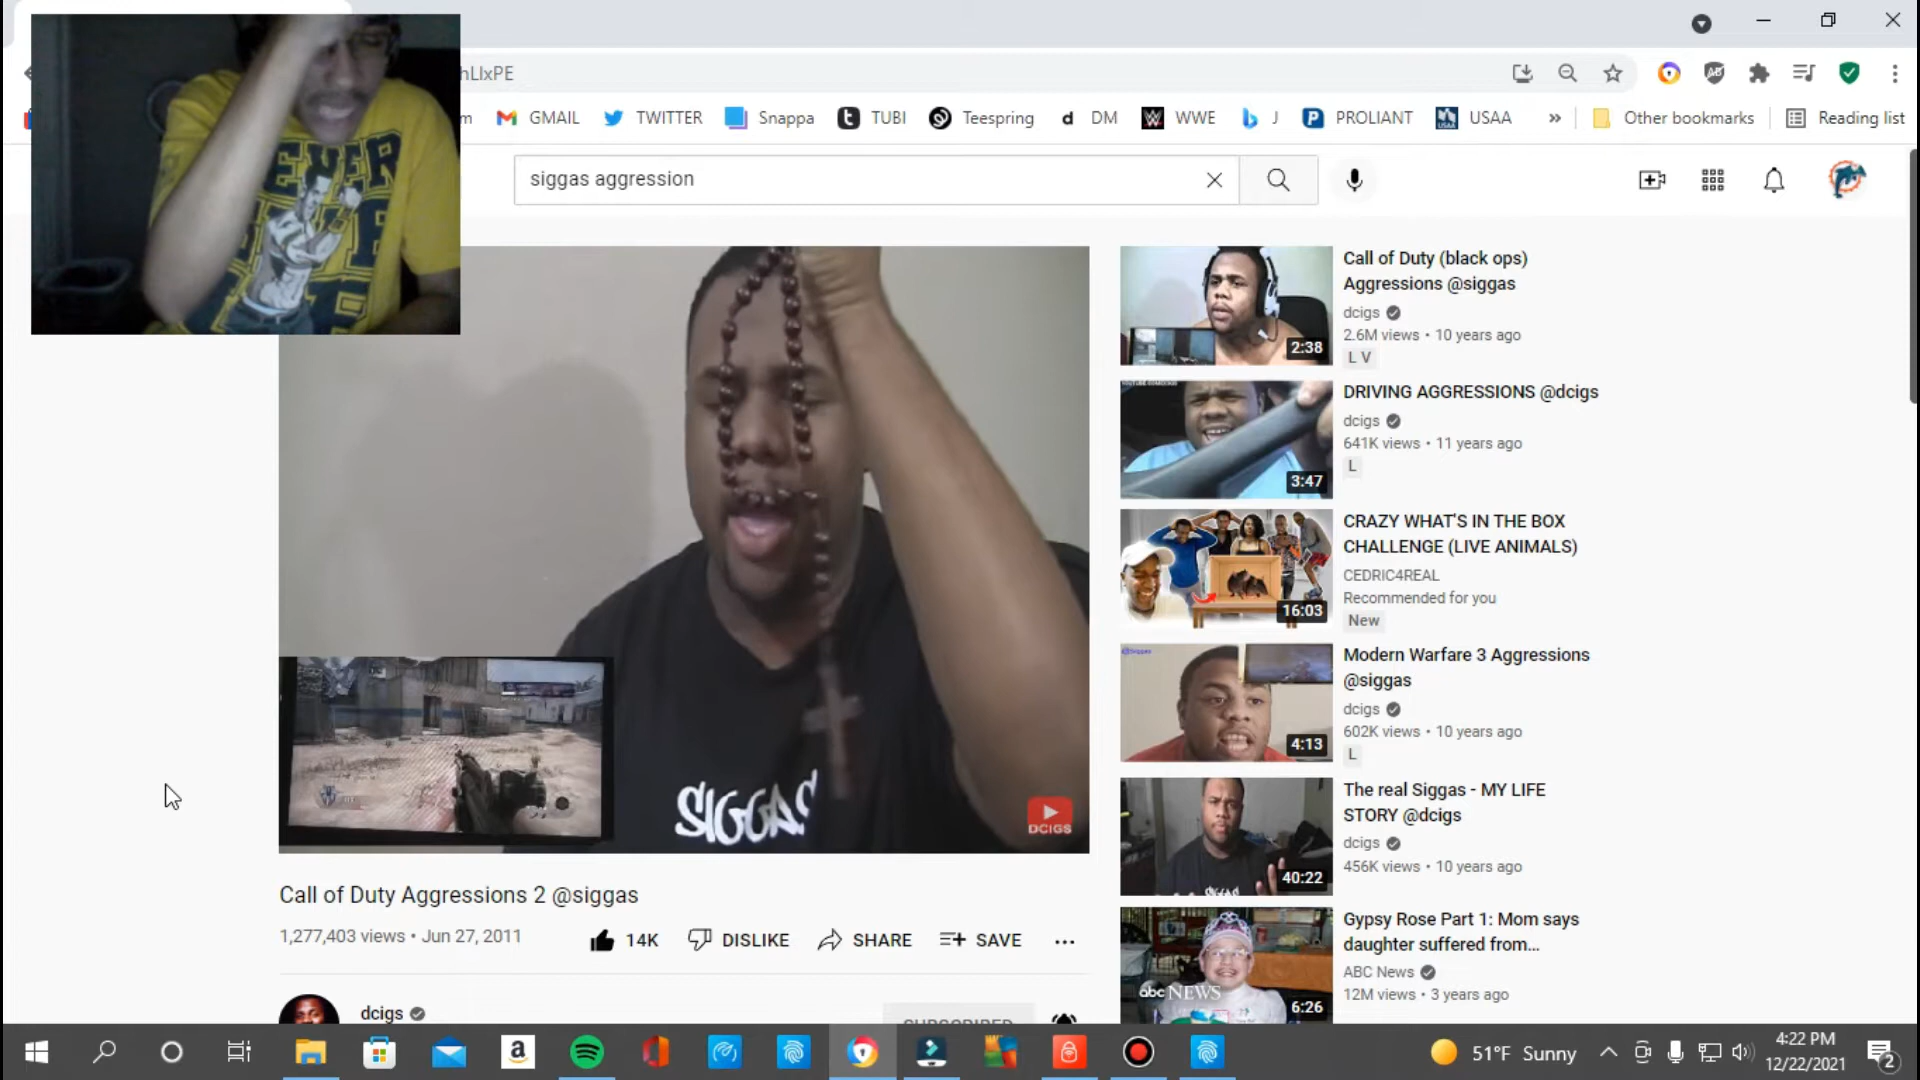 hLlxPE
m GMAIL TWITTER Snappa TUBI Teespring DM WWE J PROLIANT USAA » Other bookmarks Reading list
siggas aggression
EVER
SIGGAS
DCIGS
Call of Duty Aggressions 2 @siggas
1,277,403 views • Jun 27, 2011
14K DISLIKE SHARE SAVE ...
dcigs
SUBSCRIBED
2:38
Call of Duty (black ops)
Aggressions @siggas
dcigs
2.6M views • 10 years ago
L V
3:47
DRIVING AGGRESSIONS @dcigs
dcigs
641K views • 11 years ago
L
16:03
CRAZY WHAT'S IN THE BOX
CHALLENGE (LIVE ANIMALS)
CEDRIC4REAL
Recommended for you
New
4:13
Modern Warfare 3 Aggressions
@siggas
dcigs
602K views • 10 years ago
L
40:22
The real Siggas - MY LIFE
STORY @dcigs
dcigs
456K views • 10 years ago
abc NEWS
6:26
Gypsy Rose Part 1: Mom says
daughter suffered from...
ABC News
12M views • 3 years ago
51°F Sunny
4:22 PM
12/22/2021
2